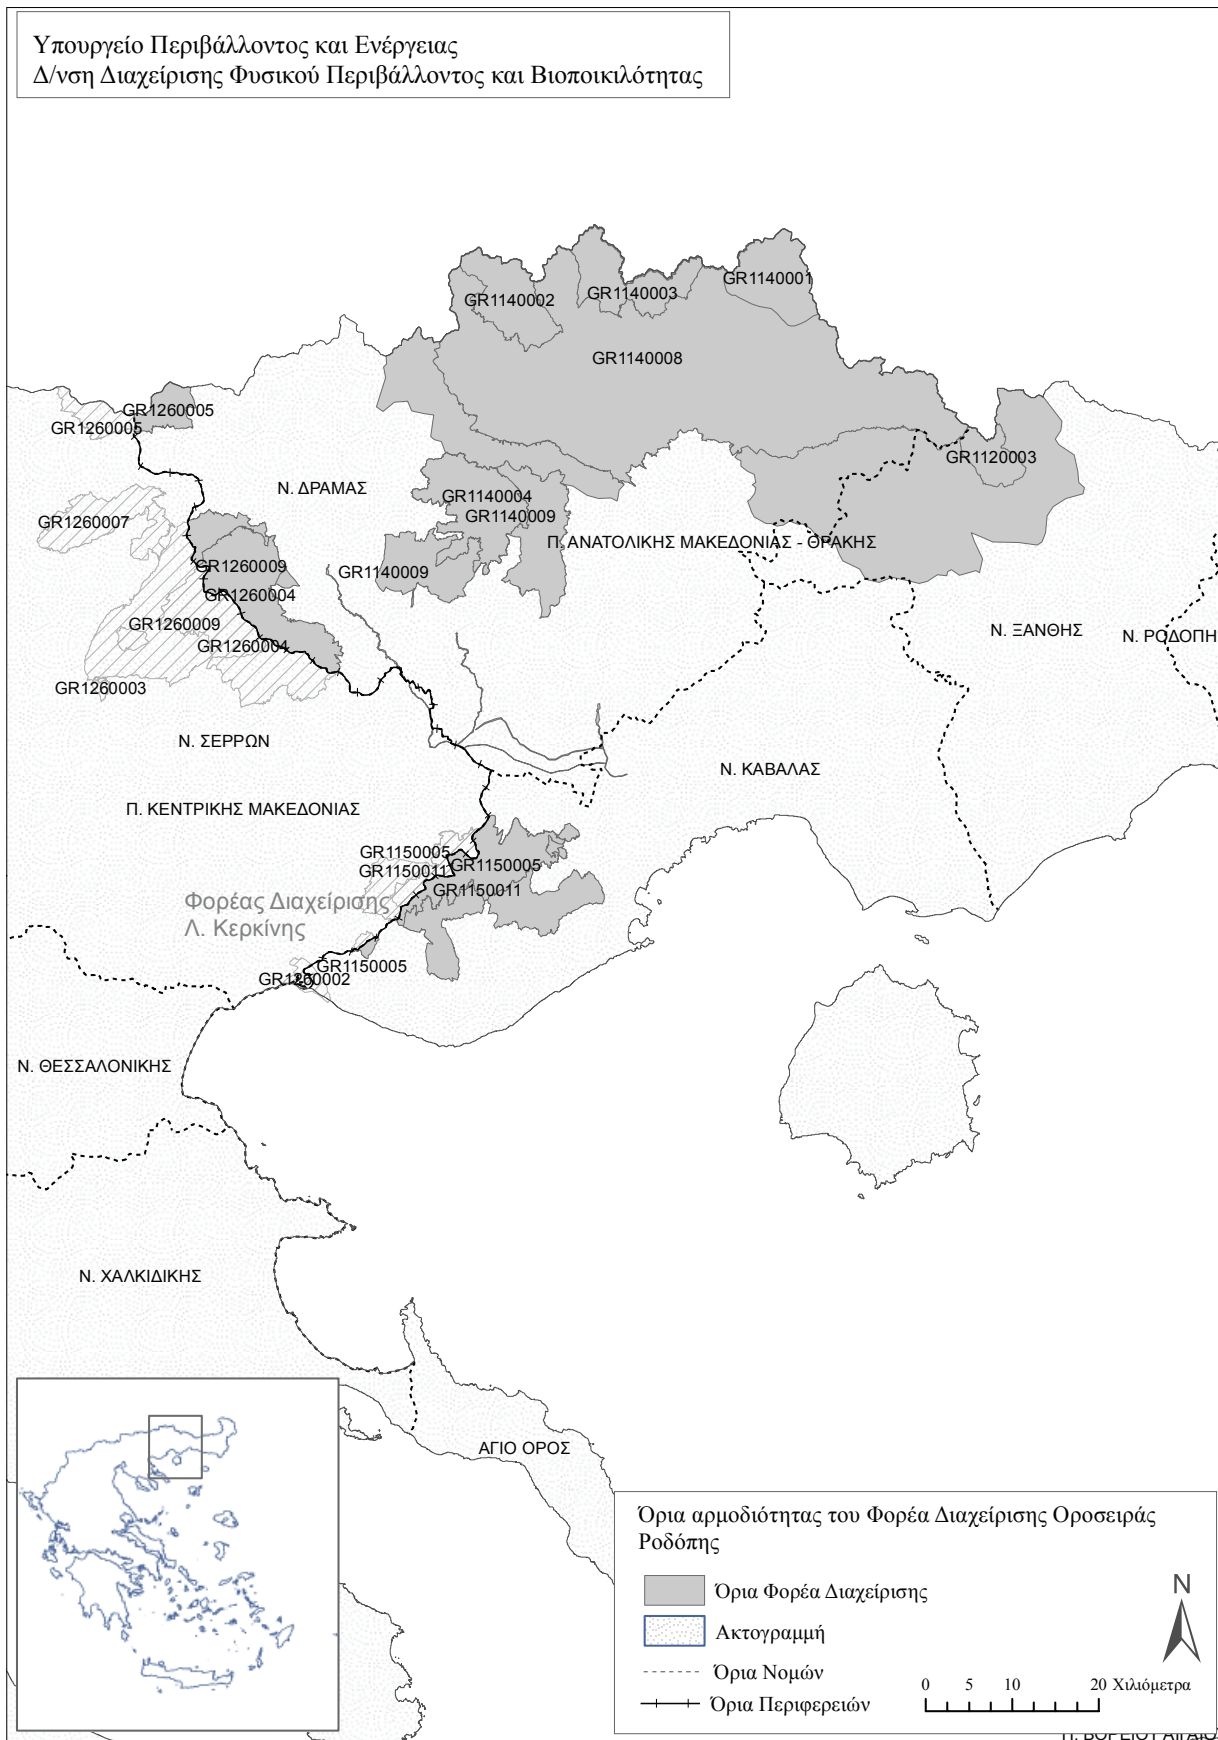 Υπουργείο Περιβάλλοντος και Ενέργειας
Δ/νση Διαχείρισης Φυσικού Περιβάλλοντος και Βιοποικιλότητας
GR1140001
GR1140002
GR1140003
GR1140008
GR1260005
GR1260005
GR1120003
Ν. ΔΡΑΜΑΣ
GR1140004
GR1140009
GR1260007
Π. ΑΝΑΤΟΛΙΚΗΣ ΜΑΚΕΔΟΝΙΑΣ - ΘΡΑΚΗΣ
GR1260009
GR1140009
GR1260004
GR1260009
Ν. ΞΑΝΘΗΣ
Ν. ΡΟΔΟΠΗ
GR1260004
GR1260003
Ν. ΣΕΡΡΩΝ
Ν. ΚΑΒΑΛΑΣ
Π. ΚΕΝΤΡΙΚΗΣ ΜΑΚΕΔΟΝΙΑΣ
GR1150005
GR1150005
GR1150011
GR1150011
Φορέας Διαχείρισης
Λ. Κερκίνης
GR1150005
GR1260002
Ν. ΘΕΣΣΑΛΟΝΙΚΗΣ
Ν. ΧΑΛΚΙΔΙΚΗΣ
ΑΓΙΟ ΟΡΟΣ
Όρια αρμοδιότητας του Φορέα Διαχείρισης Οροσειράς
Ροδόπης
Όρια Φορέα Διαχείρισης
Ακτογραμμή
Όρια Νομών
Όρια Περιφερειών
N
0 5 10 20 Χιλιόμετρα